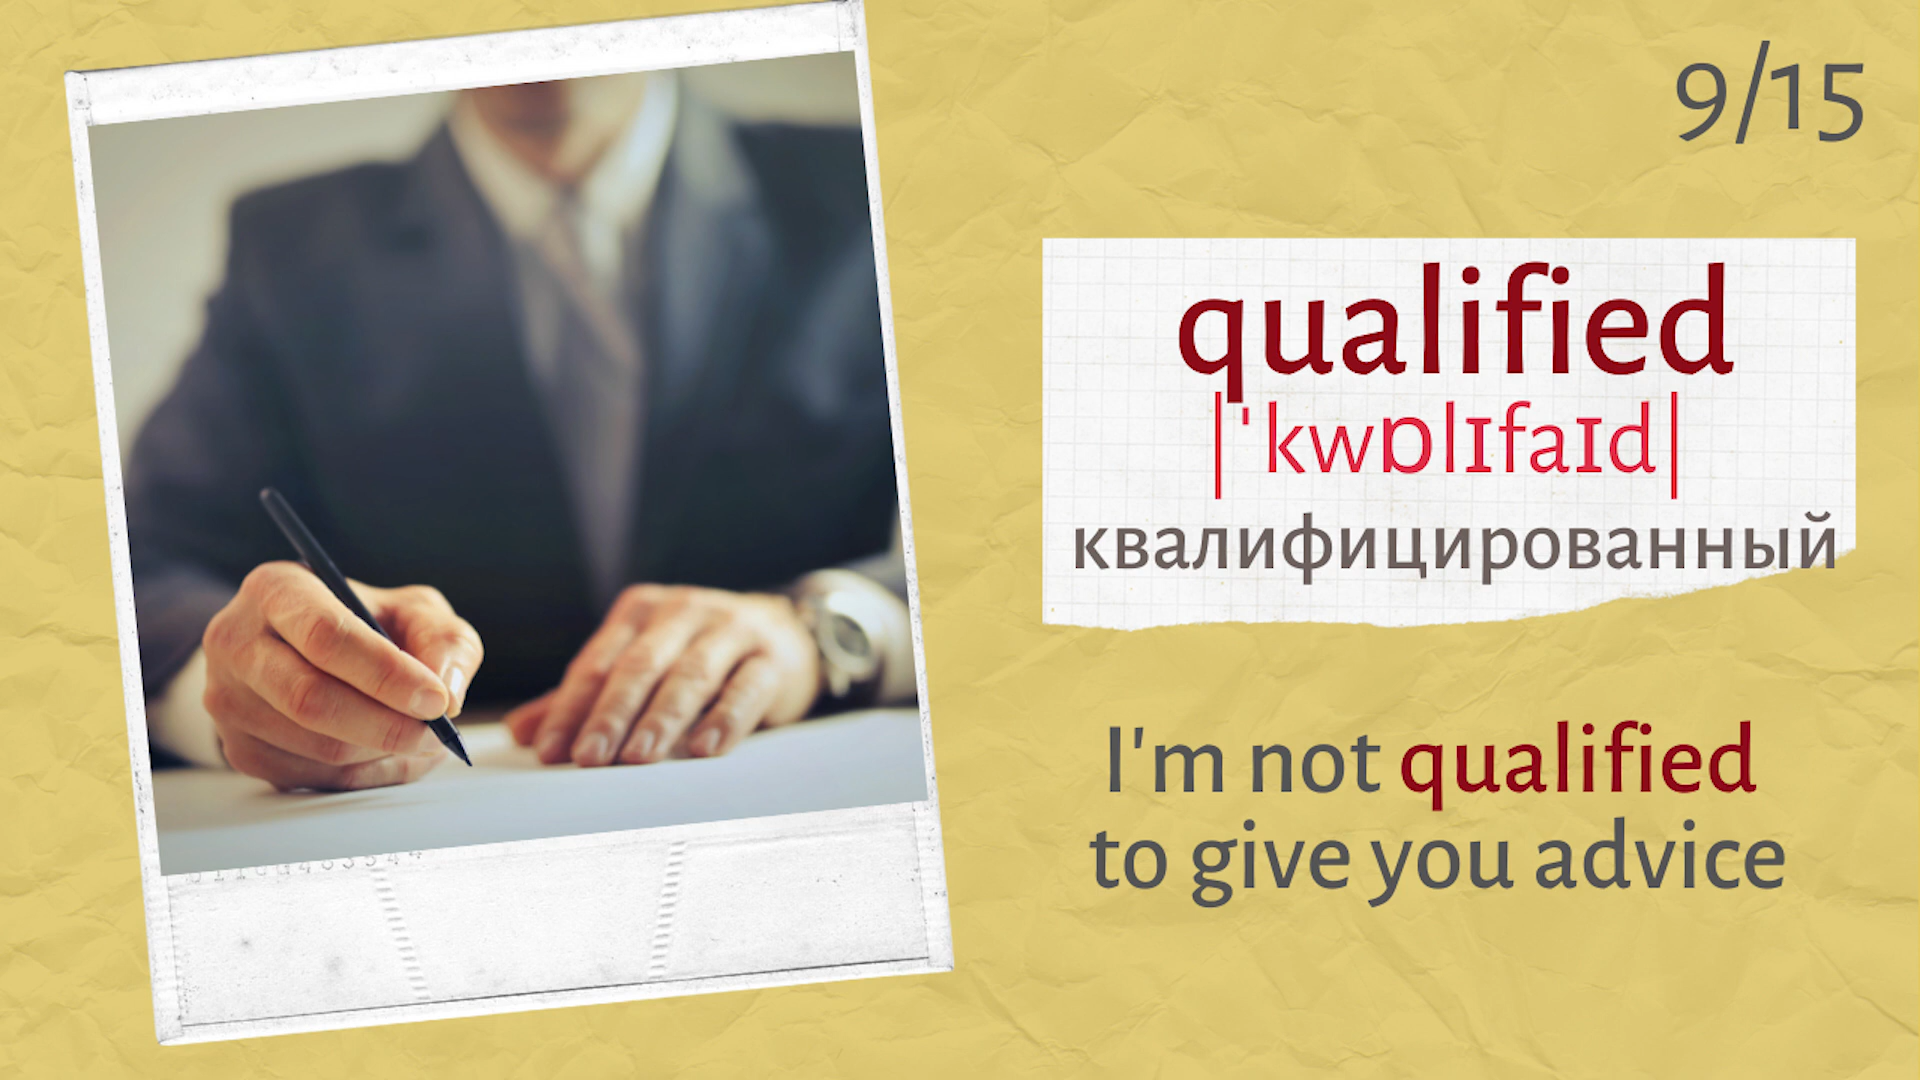 9/15
qualified
|ˈkwɒlɪfaɪd|
квалифицированный
I'm not qualified
to give you advice